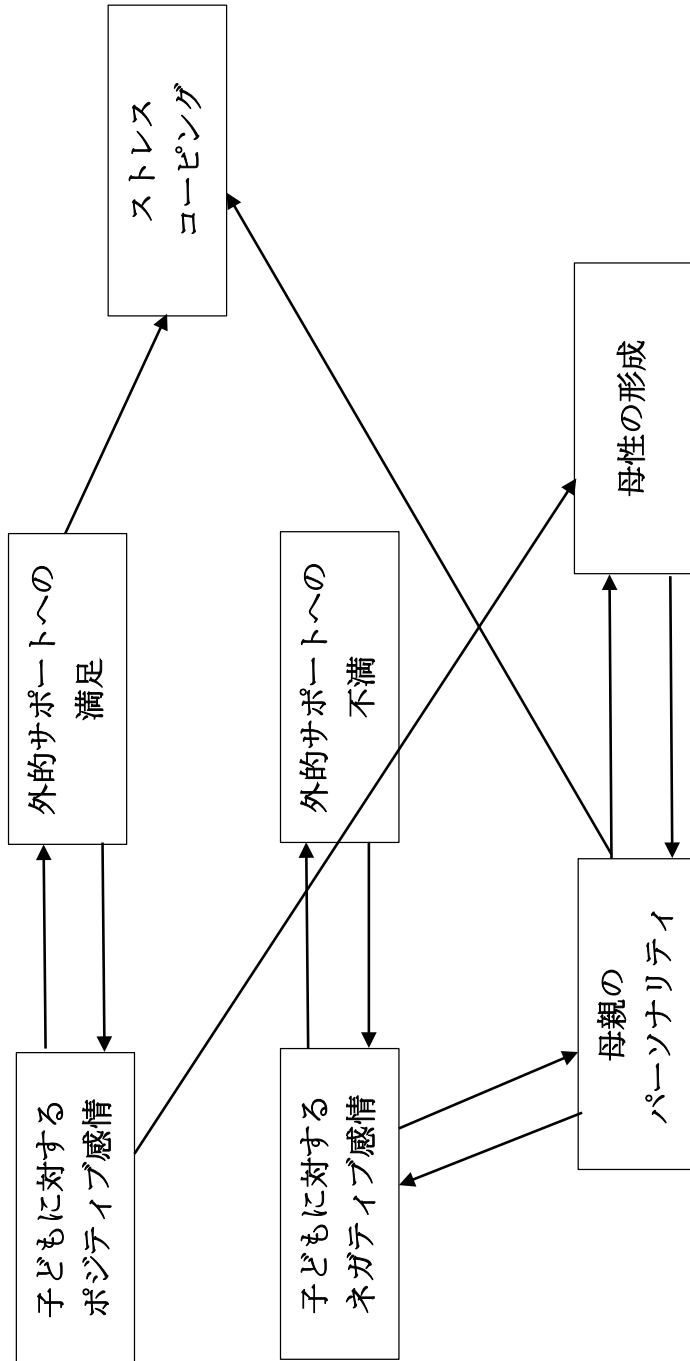 子どもに対する
ポジティブ感情
外的サポートへの
満足
ストレス
コーピング
子どもに対する
ネガティブ感情
外的サポートへの
不満
母親の
パーソナリティ
母性の形成